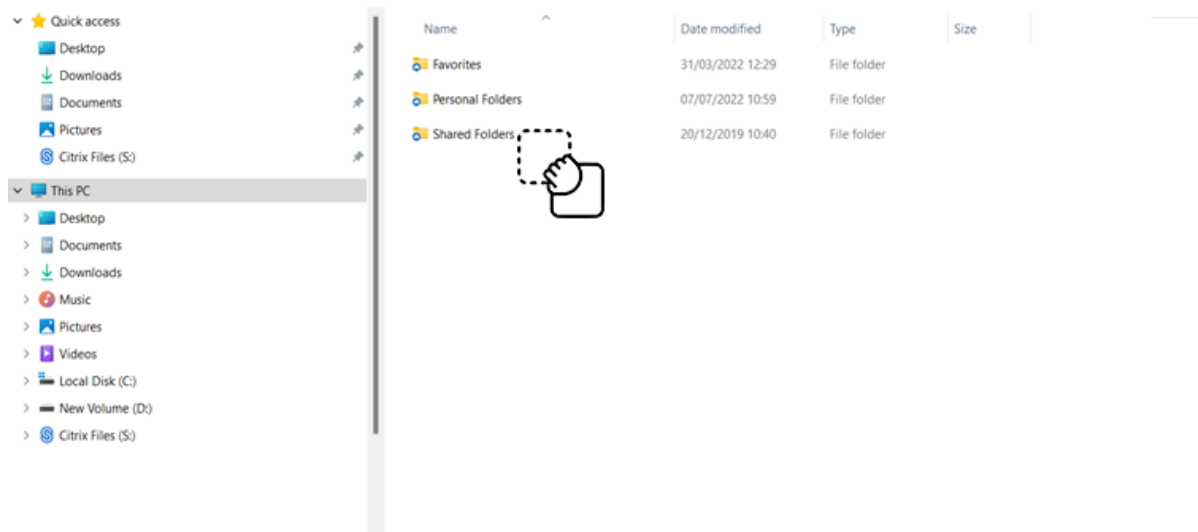 Quick access
Desktop
Downloads
Documents
Pictures
Citrix Files (S:)
This PC
Desktop
Documents
Downloads
Music
Pictures
Videos
Local Disk (C:)
New Volume (D:)
Citrix Files (S:)
Name Date modified Type Size
Favorites 31/03/2022 12:29 File folder
Personal Folders 07/07/2022 10:59 File folder
Shared Folders 20/12/2019 10:40 File folder